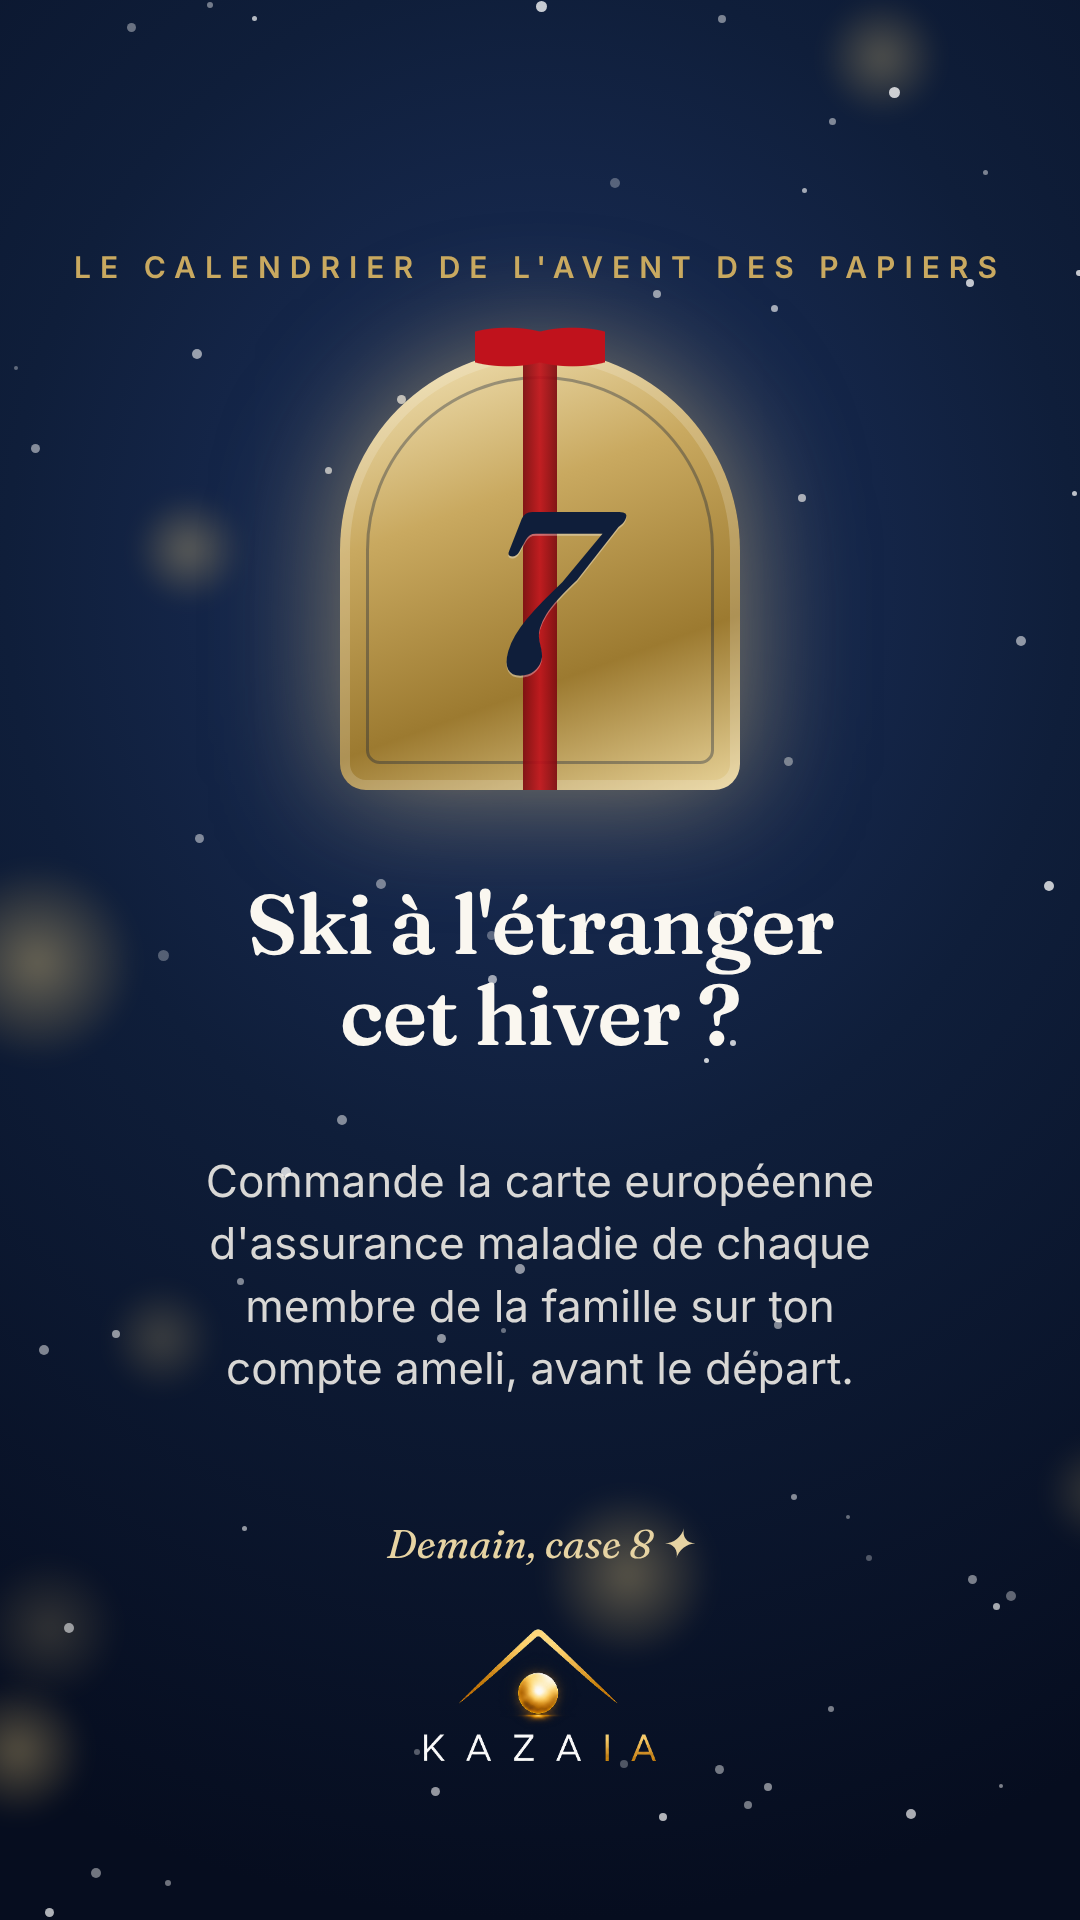 LE CALENDRIER DE L'AVENT DES PAPIERS
7
Ski à l'étranger
cet hiver ?
Commande la carte européenne
d'assurance maladie de chaque
membre de la famille sur ton
compte ameli, avant le départ.
Demain, case 8 ✦
KAZAIA